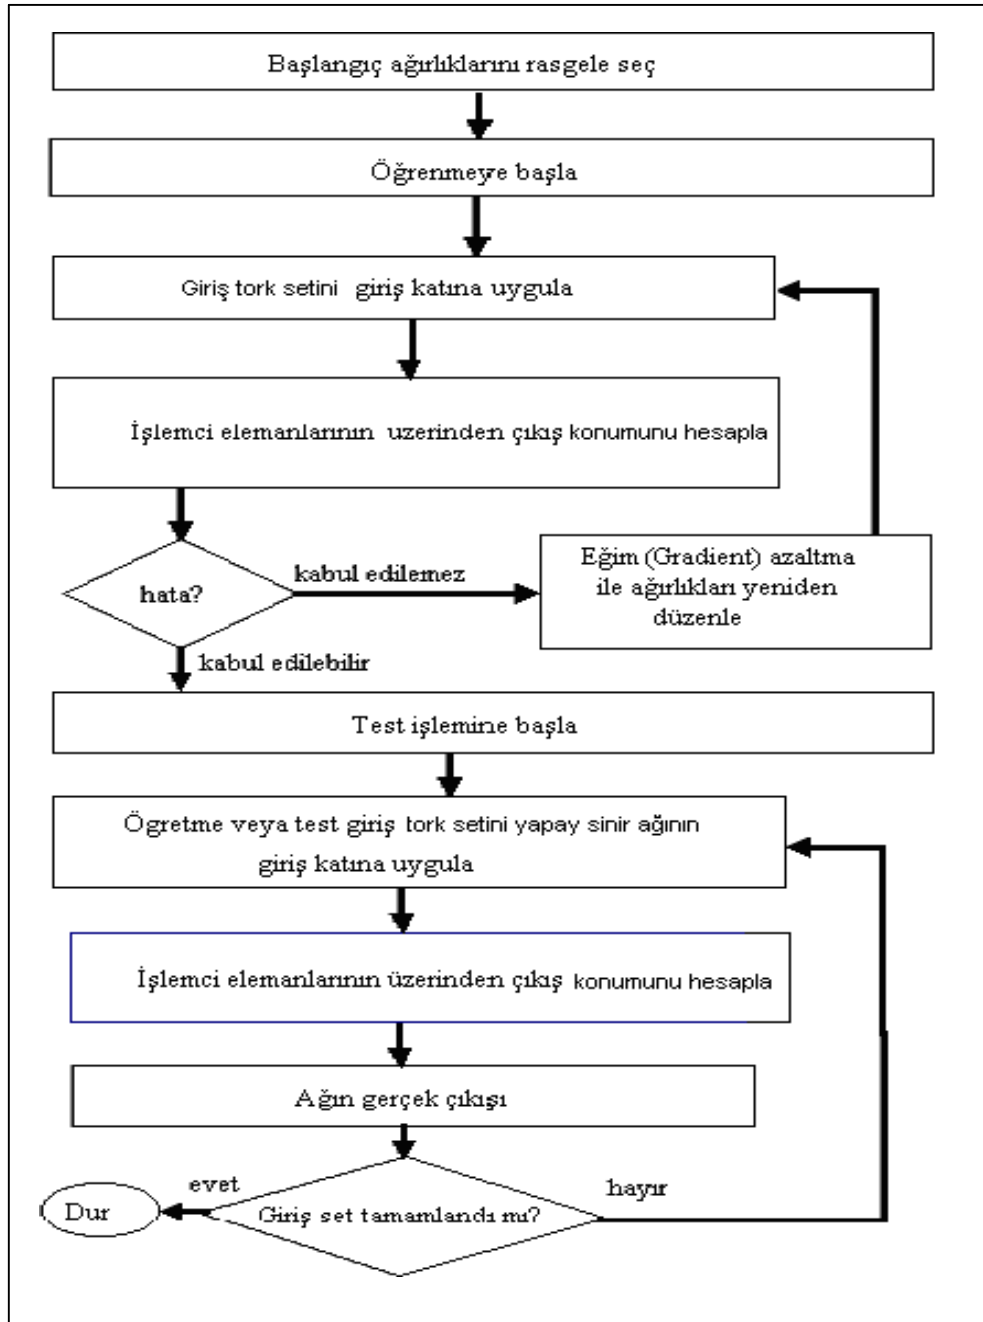 Başlangıç ağırlıklarını rasgele seç
Öğrenmeye başla
Giriş tork setini giriş katına uygula
İşlemci elemanlarının uzerinden çıkış konumunu hesapla
hata?
kabul edilemez
Eğim (Gradient) azaltma
ile ağırlıkları yeniden
düzenle
kabul edilebilir
Test işlemine başla
Ögretme veya test giriş tork setini yapay sinir ağının
giriş katına uygula
İşlemci elemanlarının üzerinden çıkış konumunu hesapla
Ağın gerçek çıkışı
evet
hayır
Dur
Giriş set tamamlandı mı?